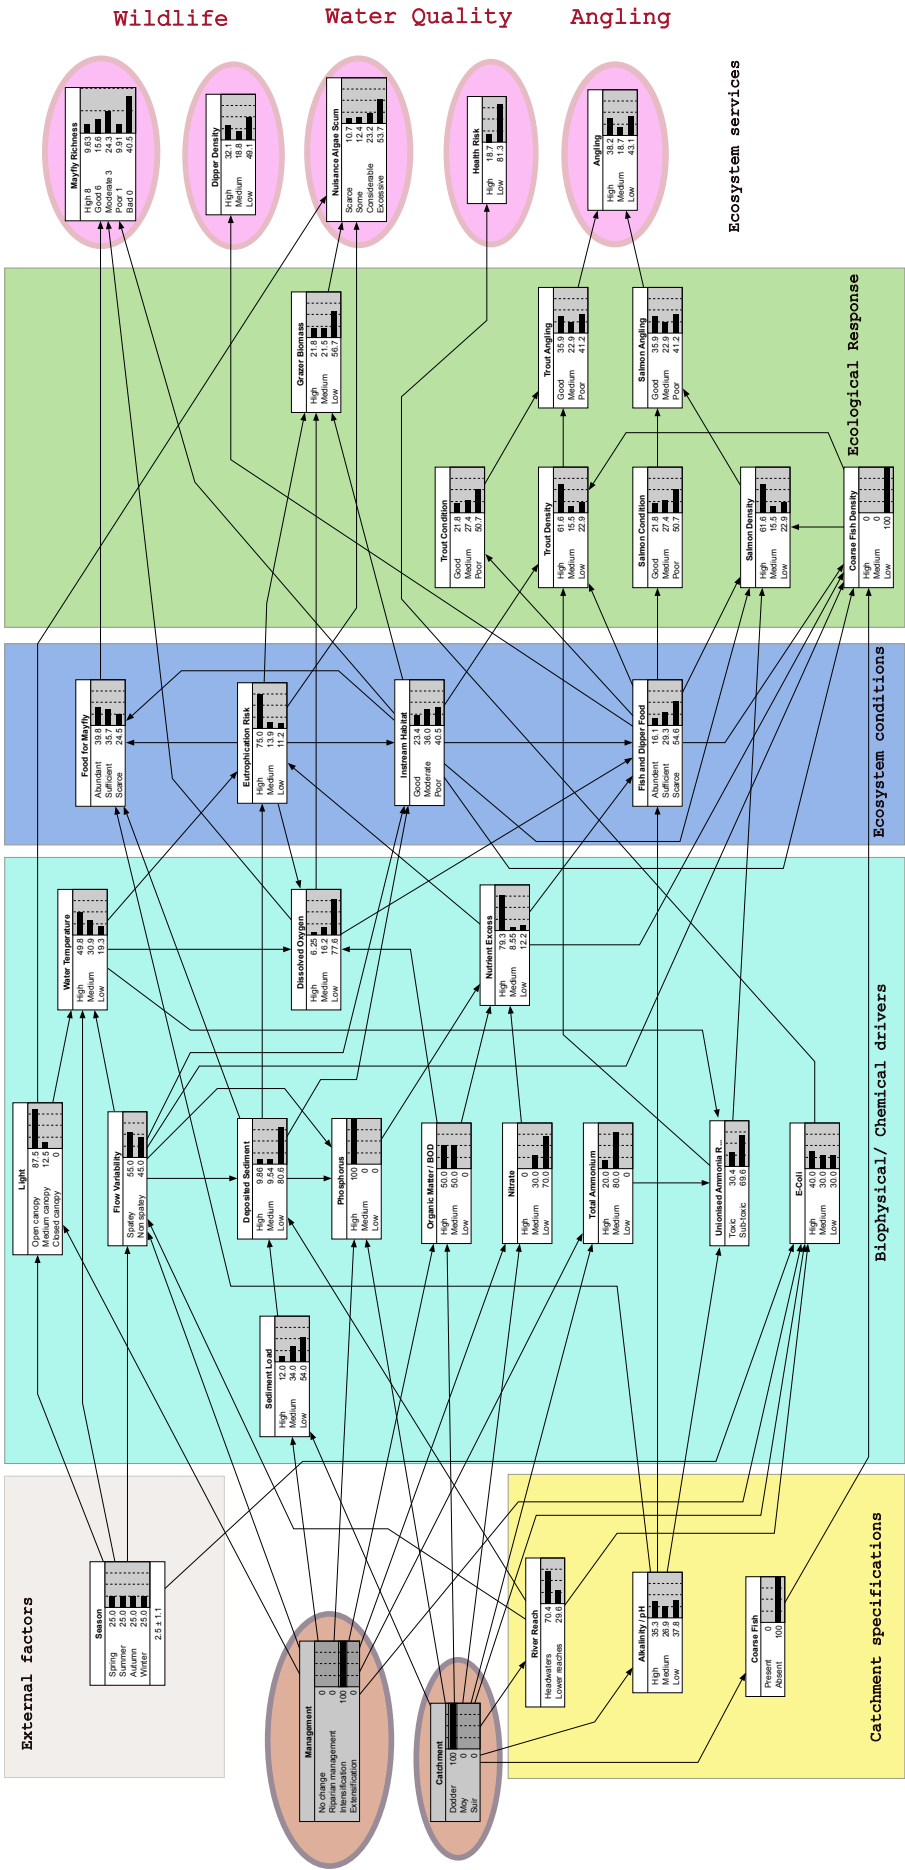 Wildlife
Water Quality
Angling
Mayfly Richness
High 8 9.63
Good 6 15.6
Moderate 3 24.3
Poor 1 9.91
Bad 0 40.5
Dipper Density
High 32.1
Medium 18.8
Low 49.1
Nuisance Algae Scum
Scarce 10.7
Some 12.4
Considerable 23.2
Excessive 53.7
Health Risk
High 18.7
Low 81.3
Angling
High 38.2
Medium 18.7
Low 43.1
Ecosystem services
Grazer Biomass
High 21.8
Medium 21.5
Low 56.7
Trout Angling
Good 35.9
Medium 22.9
Poor 41.2
Salmon Angling
Good 35.9
Medium 22.9
Poor 41.2
Trout Condition
Good 21.8
Medium 27.4
Poor 50.7
Trout Density
High 61.6
Medium 15.5
Low 22.9
Salmon Condition
Good 21.8
Medium 27.4
Poor 50.7
Salmon Density
High 61.6
Medium 15.5
Low 22.9
Coarse Fish Density
High 0
Medium 0
Low 100
Ecological Response
Food for Mayfly
Abundant 39.8
Sufficient 35.7
Scarce 24.5
Eutrophication Risk
High 75.0
Medium 13.9
Low 11.2
Instream Habitat
Good 23.4
Moderate 36.0
Poor 40.5
Fish and Dipper Food
Abundent 16.1
Sufficient 29.3
Scarce 54.6
Ecosystem conditions
Water Temperature
High 49.8
Medium 30.9
Low 19.3
Dissolved Oxygen
High 6.25
Medium 16.2
Low 77.6
Nutrient Excess
High 79.3
Medium 8.55
Low 12.2
Light
Open canopy 87.5
Medium canopy 12.5
Closed canopy 0
Flow Variability
Spatey 55.0
Non spatey 45.0
Deposited Sediment
High 9.86
Medium 9.54
Low 80.6
Phosphorus
High 100
Medium 0
Low 0
Organic Matter / BOD
High 50.0
Medium 50.0
Low 0
Nitrate
High 0
Medium 30.0
Low 70.0
Total Ammonium
High 20.0
Medium 80.0
Low 0
Unionised Ammonia R...
Toxic 30.4
Sub-toxic 69.6
E-Coli
High 40.0
Medium 30.0
Low 30.0
Sediment Load
High 12.0
Medium 34.0
Low 54.0
Biophysical/ Chemical drivers
External factors
Season
Spring 25.0
Summer 25.0
Autumn 25.0
Winter 25.0
2.5 ± 1.1
Management
No change 0
Riparian management 0
Intensification 100
Extensification 0
Catchment
Dodder 100
Moy 0
Suir 0
River Reach
Headwaters 70.4
Lower reaches 29.6
Alkalinity / pH
High 35.3
Medium 26.9
Low 37.8
Coarse Fish
Present 0
Absent 100
Catchment specifications